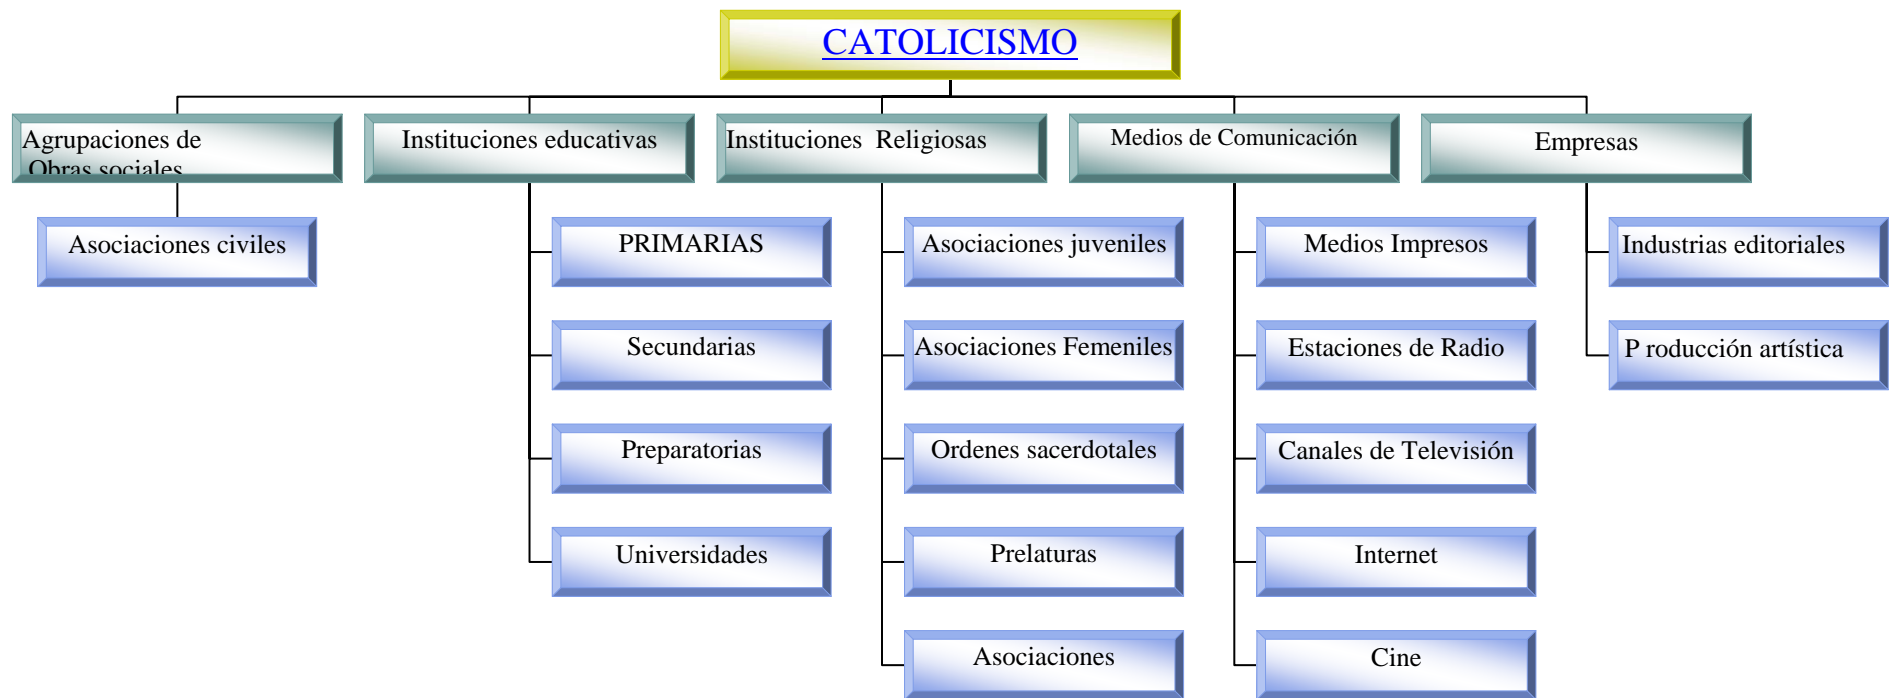 CATOLICISMO
Agrupaciones de
Obras sociales
Instituciones educativas
Instituciones Religiosas
Medios de Comunicación
Empresas
Asociaciones civiles
PRIMARIAS
Secundarias
Preparatorias
Universidades
Asociaciones juveniles
Asociaciones Femeniles
Ordenes sacerdotales
Prelaturas
Asociaciones
Medios Impresos
Estaciones de Radio
Canales de Televisión
Internet
Cine
Industrias editoriales
P roducción artística